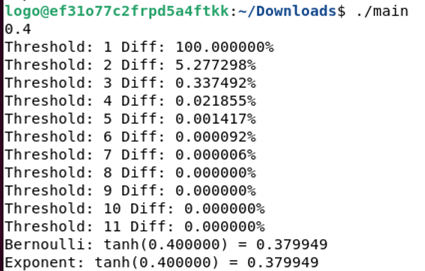 logo@ef31o77c2frpd5a4ftkk:~/Downloads$ ./main
0.4
Threshold: 1 Diff: 100.000000%
Threshold: 2 Diff: 5.277298%
Threshold: 3 Diff: 0.337492%
Threshold: 4 Diff: 0.021855%
Threshold: 5 Diff: 0.001417%
Threshold: 6 Diff: 0.000092%
Threshold: 7 Diff: 0.000006%
Threshold: 8 Diff: 0.000000%
Threshold: 9 Diff: 0.000000%
Threshold: 10 Diff: 0.000000%
Threshold: 11 Diff: 0.000000%
Bernoulli: tanh(0.400000) = 0.379949
Exponent: tanh(0.400000) = 0.379949